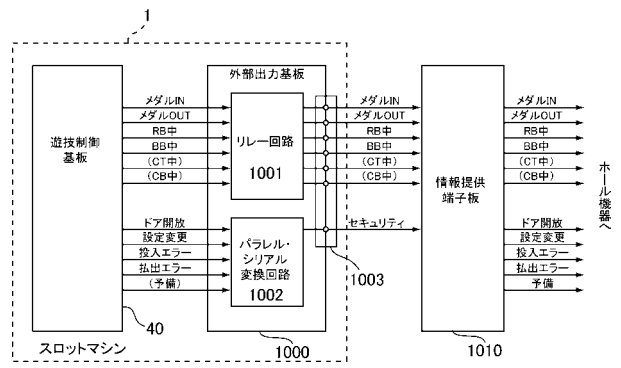 1
遊技制御
基板
40
スロットマシン
メダルIN
メダルOUT
RB中
BB中
(CT中)
(CB中)
ドア開放
設定変更
投入エラー
払出エラー
(予備)
外部出力基板
リレー回路
1001
パラレル・
シリアル
変換回路
1002
1003
1000
メダルIN
メダルOUT
RB中
BB中
(CT中)
(CB中)
セキュリティ
情報提供
端子板
1010
メダルIN
メダルOUT
RB中
BB中
(CT中)
(CB中)
ドア開放
設定変更
投入エラー
払出エラー
予備
ホール機器へ